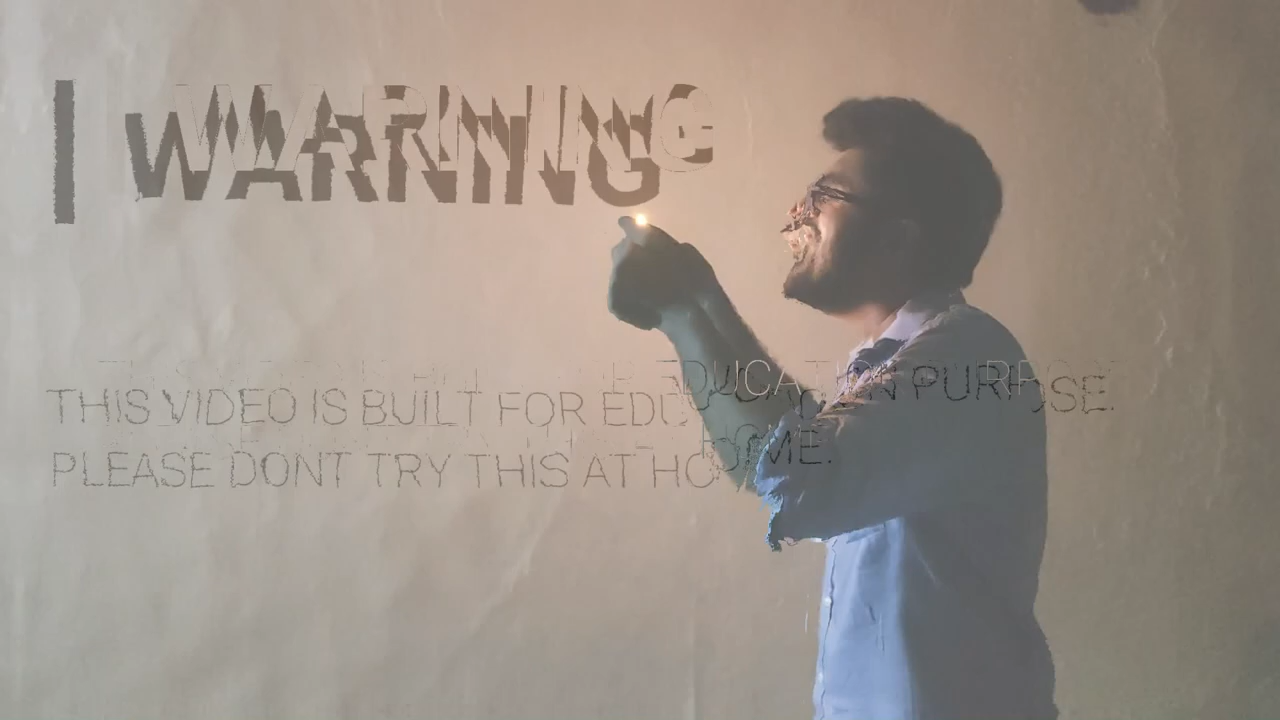 WARNING
THIS VIDEO IS BUILT FOR EDUCATION PURPOSE.
PLEASE DONT TRY THIS AT HOME.